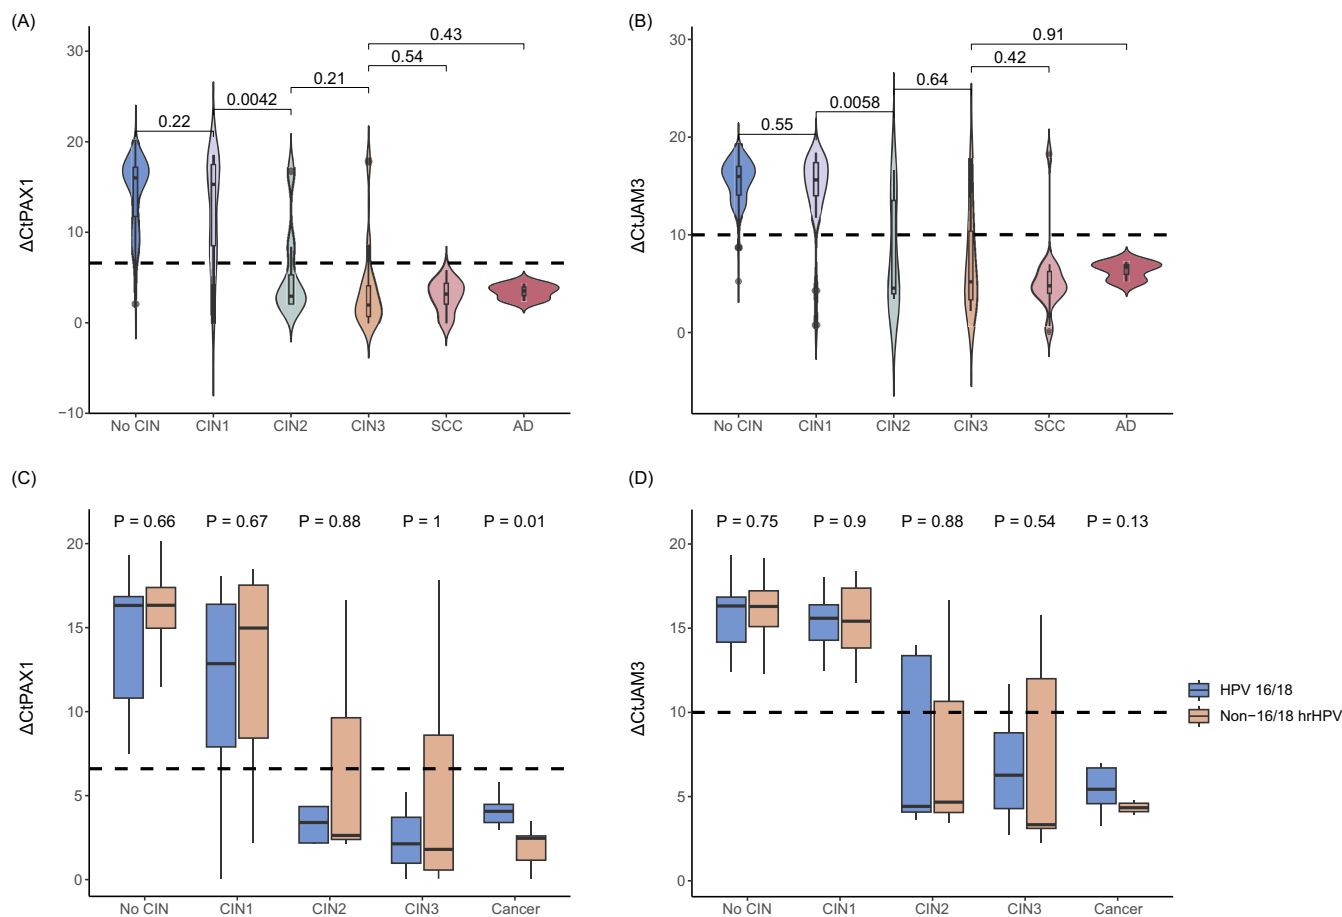 (A)
(B)
0.43
0.54
0.21
0.0042
0.22
30
20
10
0
−10
ΔCtPAX1
No CIN CIN1 CIN2 CIN3 SCC AD
0.91
0.42
0.64
0.0058
0.55
30
20
10
0
ΔCtJAM3
No CIN CIN1 CIN2 CIN3 SCC AD
(C)
(D)
P = 0.66 P = 0.67 P = 0.88 P = 1 P = 0.01
20
15
10
5
0
ΔCtPAX1
No CIN CIN1 CIN2 CIN3 Cancer
P = 0.75 P = 0.9 P = 0.88 P = 0.54 P = 0.13
20
15
10
5
0
ΔCtJAM3
No CIN CIN1 CIN2 CIN3 Cancer
HPV 16/18
Non−16/18 hrHPV